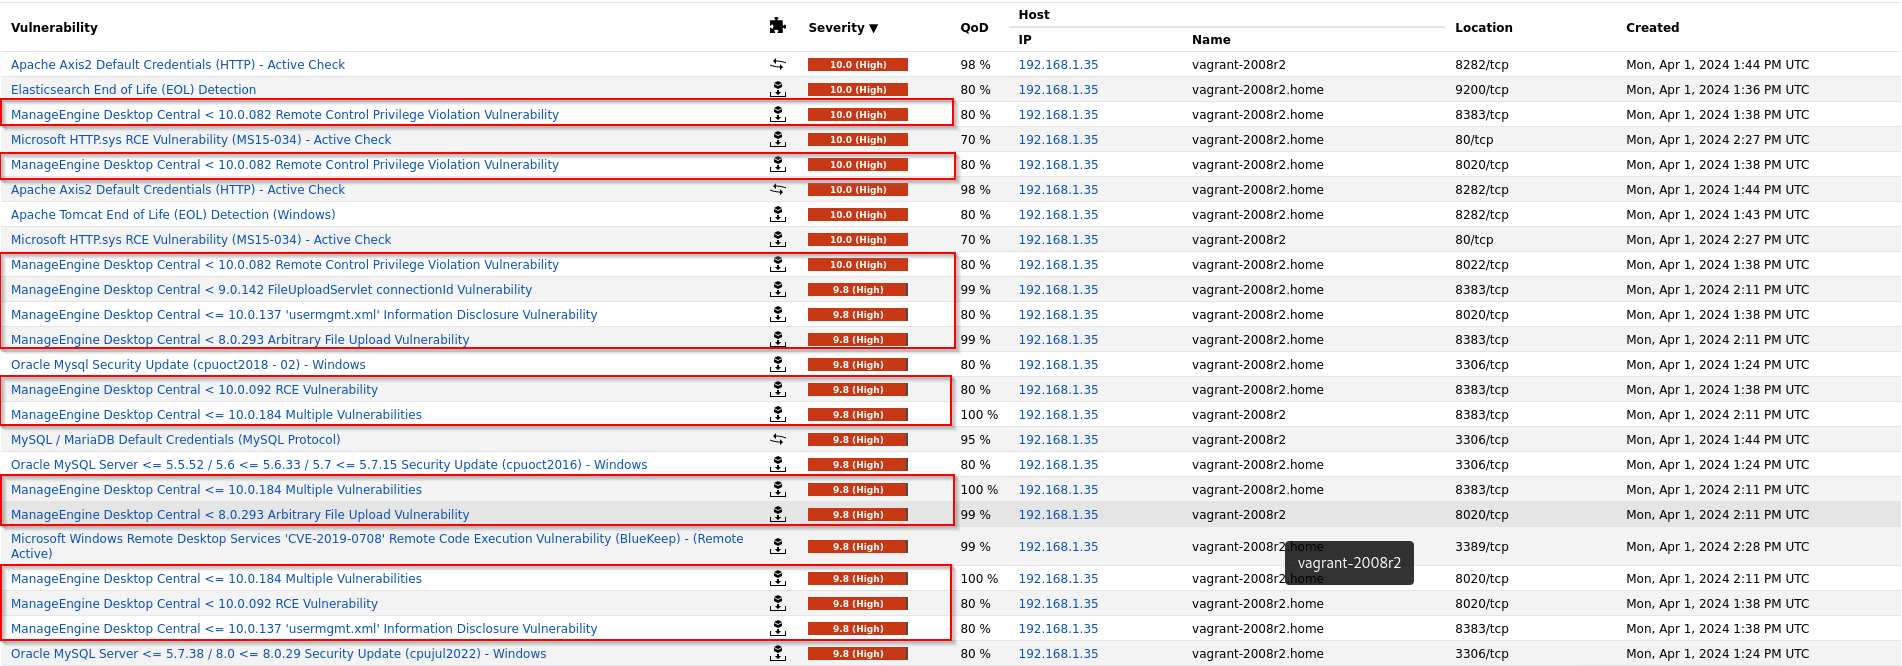 Vulnerability Severity ▼ QoD Host Location Created
IP Name
Apache Axis2 Default Credentials (HTTP) - Active Check 10.0 (High) 98 % 192.168.1.35 vagrant-2008r2 8282/tcp Mon, Apr 1, 2024 1:44 PM UTC
Elasticsearch End of Life (EOL) Detection 10.0 (High) 80 % 192.168.1.35 vagrant-2008r2.home 9200/tcp Mon, Apr 1, 2024 1:36 PM UTC
ManageEngine Desktop Central < 10.0.082 Remote Control Privilege Violation Vulnerability 10.0 (High) 80 % 192.168.1.35 vagrant-2008r2.home 8383/tcp Mon, Apr 1, 2024 1:38 PM UTC
Microsoft HTTP.sys RCE Vulnerability (MS15-034) - Active Check 10.0 (High) 70 % 192.168.1.35 vagrant-2008r2.home 80/tcp Mon, Apr 1, 2024 2:27 PM UTC
ManageEngine Desktop Central < 10.0.082 Remote Control Privilege Violation Vulnerability 10.0 (High) 80 % 192.168.1.35 vagrant-2008r2.home 8020/tcp Mon, Apr 1, 2024 1:38 PM UTC
Apache Axis2 Default Credentials (HTTP) - Active Check 10.0 (High) 98 % 192.168.1.35 vagrant-2008r2.home 8282/tcp Mon, Apr 1, 2024 1:44 PM UTC
Apache Tomcat End of Life (EOL) Detection (Windows) 10.0 (High) 80 % 192.168.1.35 vagrant-2008r2.home 8282/tcp Mon, Apr 1, 2024 1:43 PM UTC
Microsoft HTTP.sys RCE Vulnerability (MS15-034) - Active Check 10.0 (High) 70 % 192.168.1.35 vagrant-2008r2 80/tcp Mon, Apr 1, 2024 2:27 PM UTC
ManageEngine Desktop Central < 10.0.082 Remote Control Privilege Violation Vulnerability 10.0 (High) 80 % 192.168.1.35 vagrant-2008r2.home 8022/tcp Mon, Apr 1, 2024 1:38 PM UTC
ManageEngine Desktop Central < 9.0.142 FileUploadServlet connectionId Vulnerability 9.8 (High) 99 % 192.168.1.35 vagrant-2008r2.home 8383/tcp Mon, Apr 1, 2024 2:11 PM UTC
ManageEngine Desktop Central <= 10.0.137 'usermgmt.xml' Information Disclosure Vulnerability 9.8 (High) 80 % 192.168.1.35 vagrant-2008r2.home 8020/tcp Mon, Apr 1, 2024 1:38 PM UTC
ManageEngine Desktop Central < 8.0.293 Arbitrary File Upload Vulnerability 9.8 (High) 99 % 192.168.1.35 vagrant-2008r2.home 8383/tcp Mon, Apr 1, 2024 2:11 PM UTC
Oracle Mysql Security Update (cpuoct2018 - 02) - Windows 9.8 (High) 80 % 192.168.1.35 vagrant-2008r2.home 3306/tcp Mon, Apr 1, 2024 1:24 PM UTC
ManageEngine Desktop Central < 10.0.092 RCE Vulnerability 9.8 (High) 80 % 192.168.1.35 vagrant-2008r2.home 8383/tcp Mon, Apr 1, 2024 1:38 PM UTC
ManageEngine Desktop Central <= 10.0.184 Multiple Vulnerabilities 9.8 (High) 100 % 192.168.1.35 vagrant-2008r2 8383/tcp Mon, Apr 1, 2024 2:11 PM UTC
MySQL / MariaDB Default Credentials (MySQL Protocol) 9.8 (High) 95 % 192.168.1.35 vagrant-2008r2 3306/tcp Mon, Apr 1, 2024 1:44 PM UTC
Oracle MySQL Server <= 5.5.52 / 5.6 <= 5.6.33 / 5.7 <= 5.7.15 Security Update (cpuoct2016) - Windows 9.8 (High) 80 % 192.168.1.35 vagrant-2008r2.home 3306/tcp Mon, Apr 1, 2024 1:24 PM UTC
ManageEngine Desktop Central <= 10.0.184 Multiple Vulnerabilities 9.8 (High) 100 % 192.168.1.35 vagrant-2008r2.home 8383/tcp Mon, Apr 1, 2024 2:11 PM UTC
ManageEngine Desktop Central < 8.0.293 Arbitrary File Upload Vulnerability 9.8 (High) 99 % 192.168.1.35 vagrant-2008r2 8020/tcp Mon, Apr 1, 2024 2:11 PM UTC
Microsoft Windows Remote Desktop Services 'CVE-2019-0708' Remote Code Execution Vulnerability (BlueKeep) - (Remote
Active) 9.8 (High) 99 % 192.168.1.35 vagrant-2008r2.home 3389/tcp Mon, Apr 1, 2024 2:28 PM UTC
vagrant-2008r2
ManageEngine Desktop Central <= 10.0.184 Multiple Vulnerabilities 9.8 (High) 100 % 192.168.1.35 vagrant-2008r2.home 8020/tcp Mon, Apr 1, 2024 2:11 PM UTC
ManageEngine Desktop Central < 10.0.092 RCE Vulnerability 9.8 (High) 80 % 192.168.1.35 vagrant-2008r2.home 8020/tcp Mon, Apr 1, 2024 1:38 PM UTC
ManageEngine Desktop Central <= 10.0.137 'usermgmt.xml' Information Disclosure Vulnerability 9.8 (High) 80 % 192.168.1.35 vagrant-2008r2.home 8383/tcp Mon, Apr 1, 2024 1:38 PM UTC
Oracle MySQL Server <= 5.7.38 / 8.0 <= 8.0.29 Security Update (cpujul2022) - Windows 9.8 (High) 80 % 192.168.1.35 vagrant-2008r2.home 3306/tcp Mon, Apr 1, 2024 1:24 PM UTC